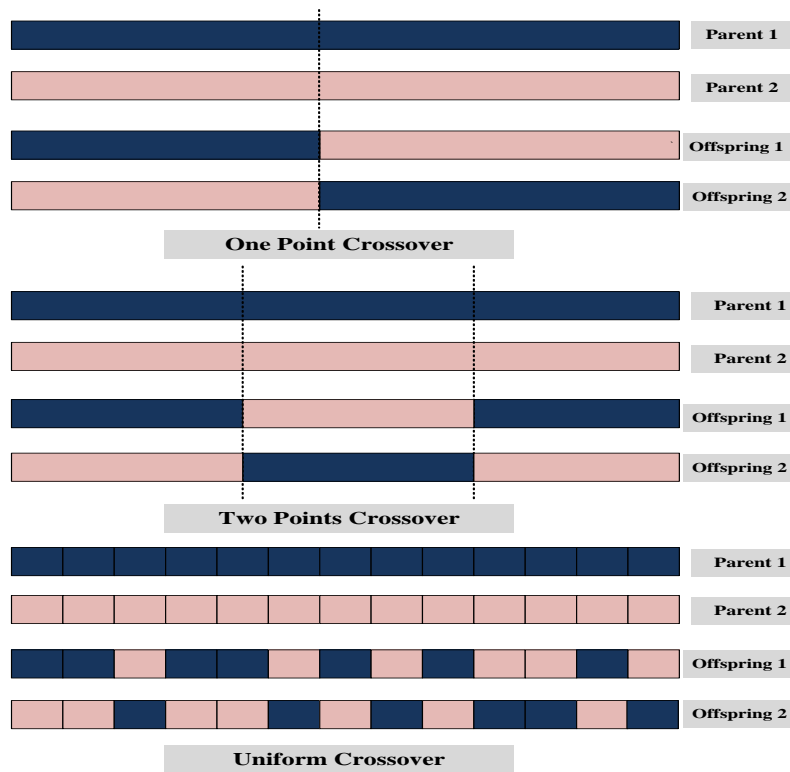 Parent 1
Parent 2
Offspring 1
Offspring 2
One Point Crossover
Parent 1
Parent 2
Offspring 1
Offspring 2
Two Points Crossover
Parent 1
Parent 2
Offspring 1
Offspring 2
Uniform Crossover